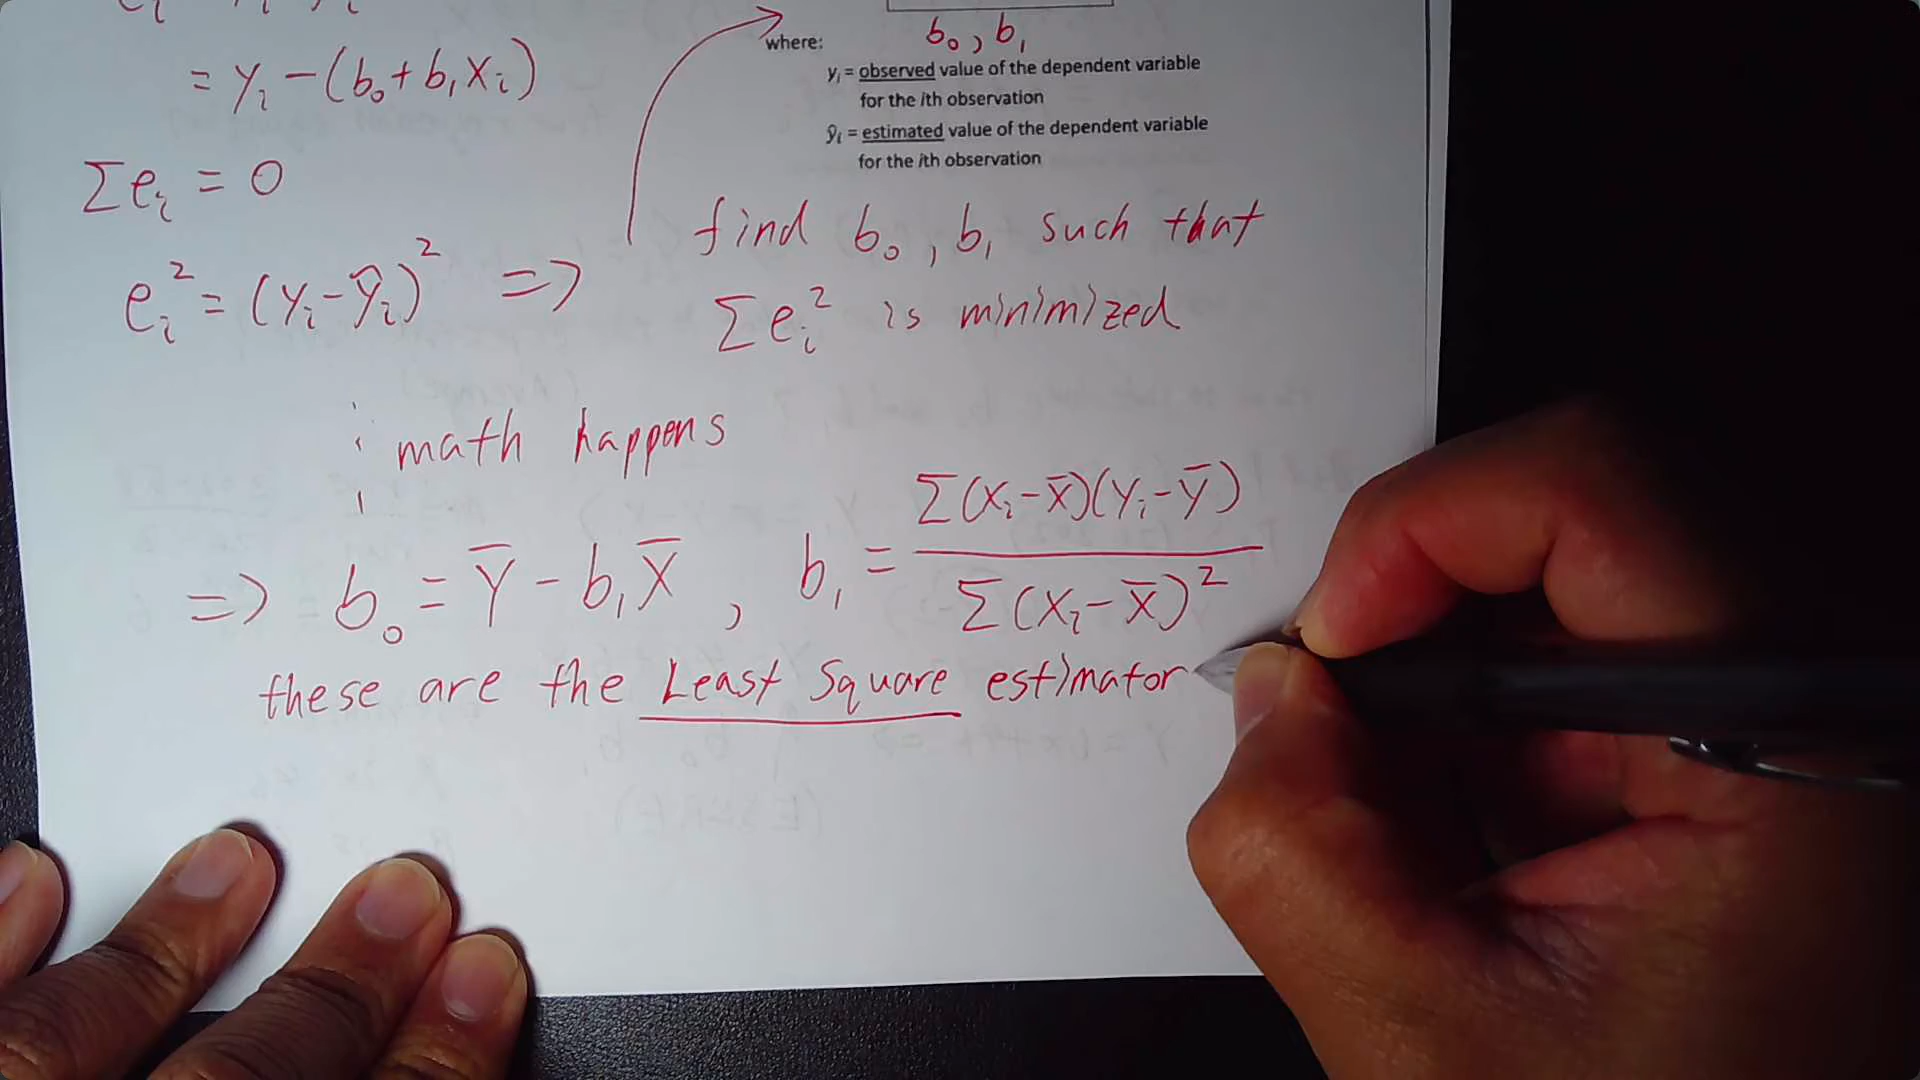 = yi - (b0 + b1 xi)
Σei = 0
ei² = (yi - ŷi)² =>
b0, b1
where:
yi = observed value of the dependent variable
for the ith observation
ŷi = estimated value of the dependent variable
for the ith observation
find b0, b1 such that
Σei² is minimized
math happens
=> b0 = ȳ - b1x̄ , b1 = Σ(xi - x̄)(yi - ȳ) / Σ(xi - x̄)²
these are the Least Square estimator